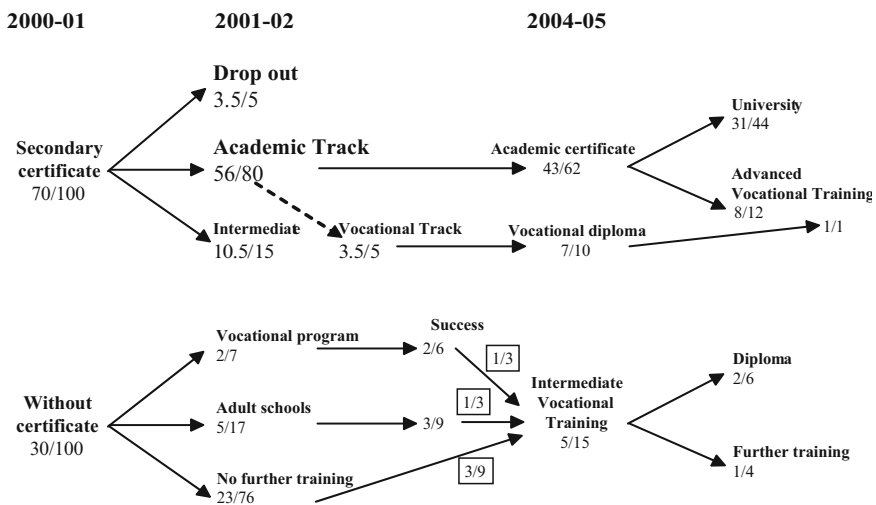 2000-01
2001-02
2004-05
Drop out
3.5/5
Secondary
certificate
70/100
Academic Track
56/80
Intermediate
10.5/15
Vocational Track
3.5/5
Academic certificate
43/62
Vocational diploma
7/10
University
31/44
Advanced
Vocational Training
8/12
1/1
Without
certificate
30/100
Vocational program
2/7
Adult schools
5/17
No further training
23/76
Success
2/6
3/9
1/3
1/3
3/9
Intermediate
Vocational
Training
5/15
Diploma
2/6
Further training
1/4